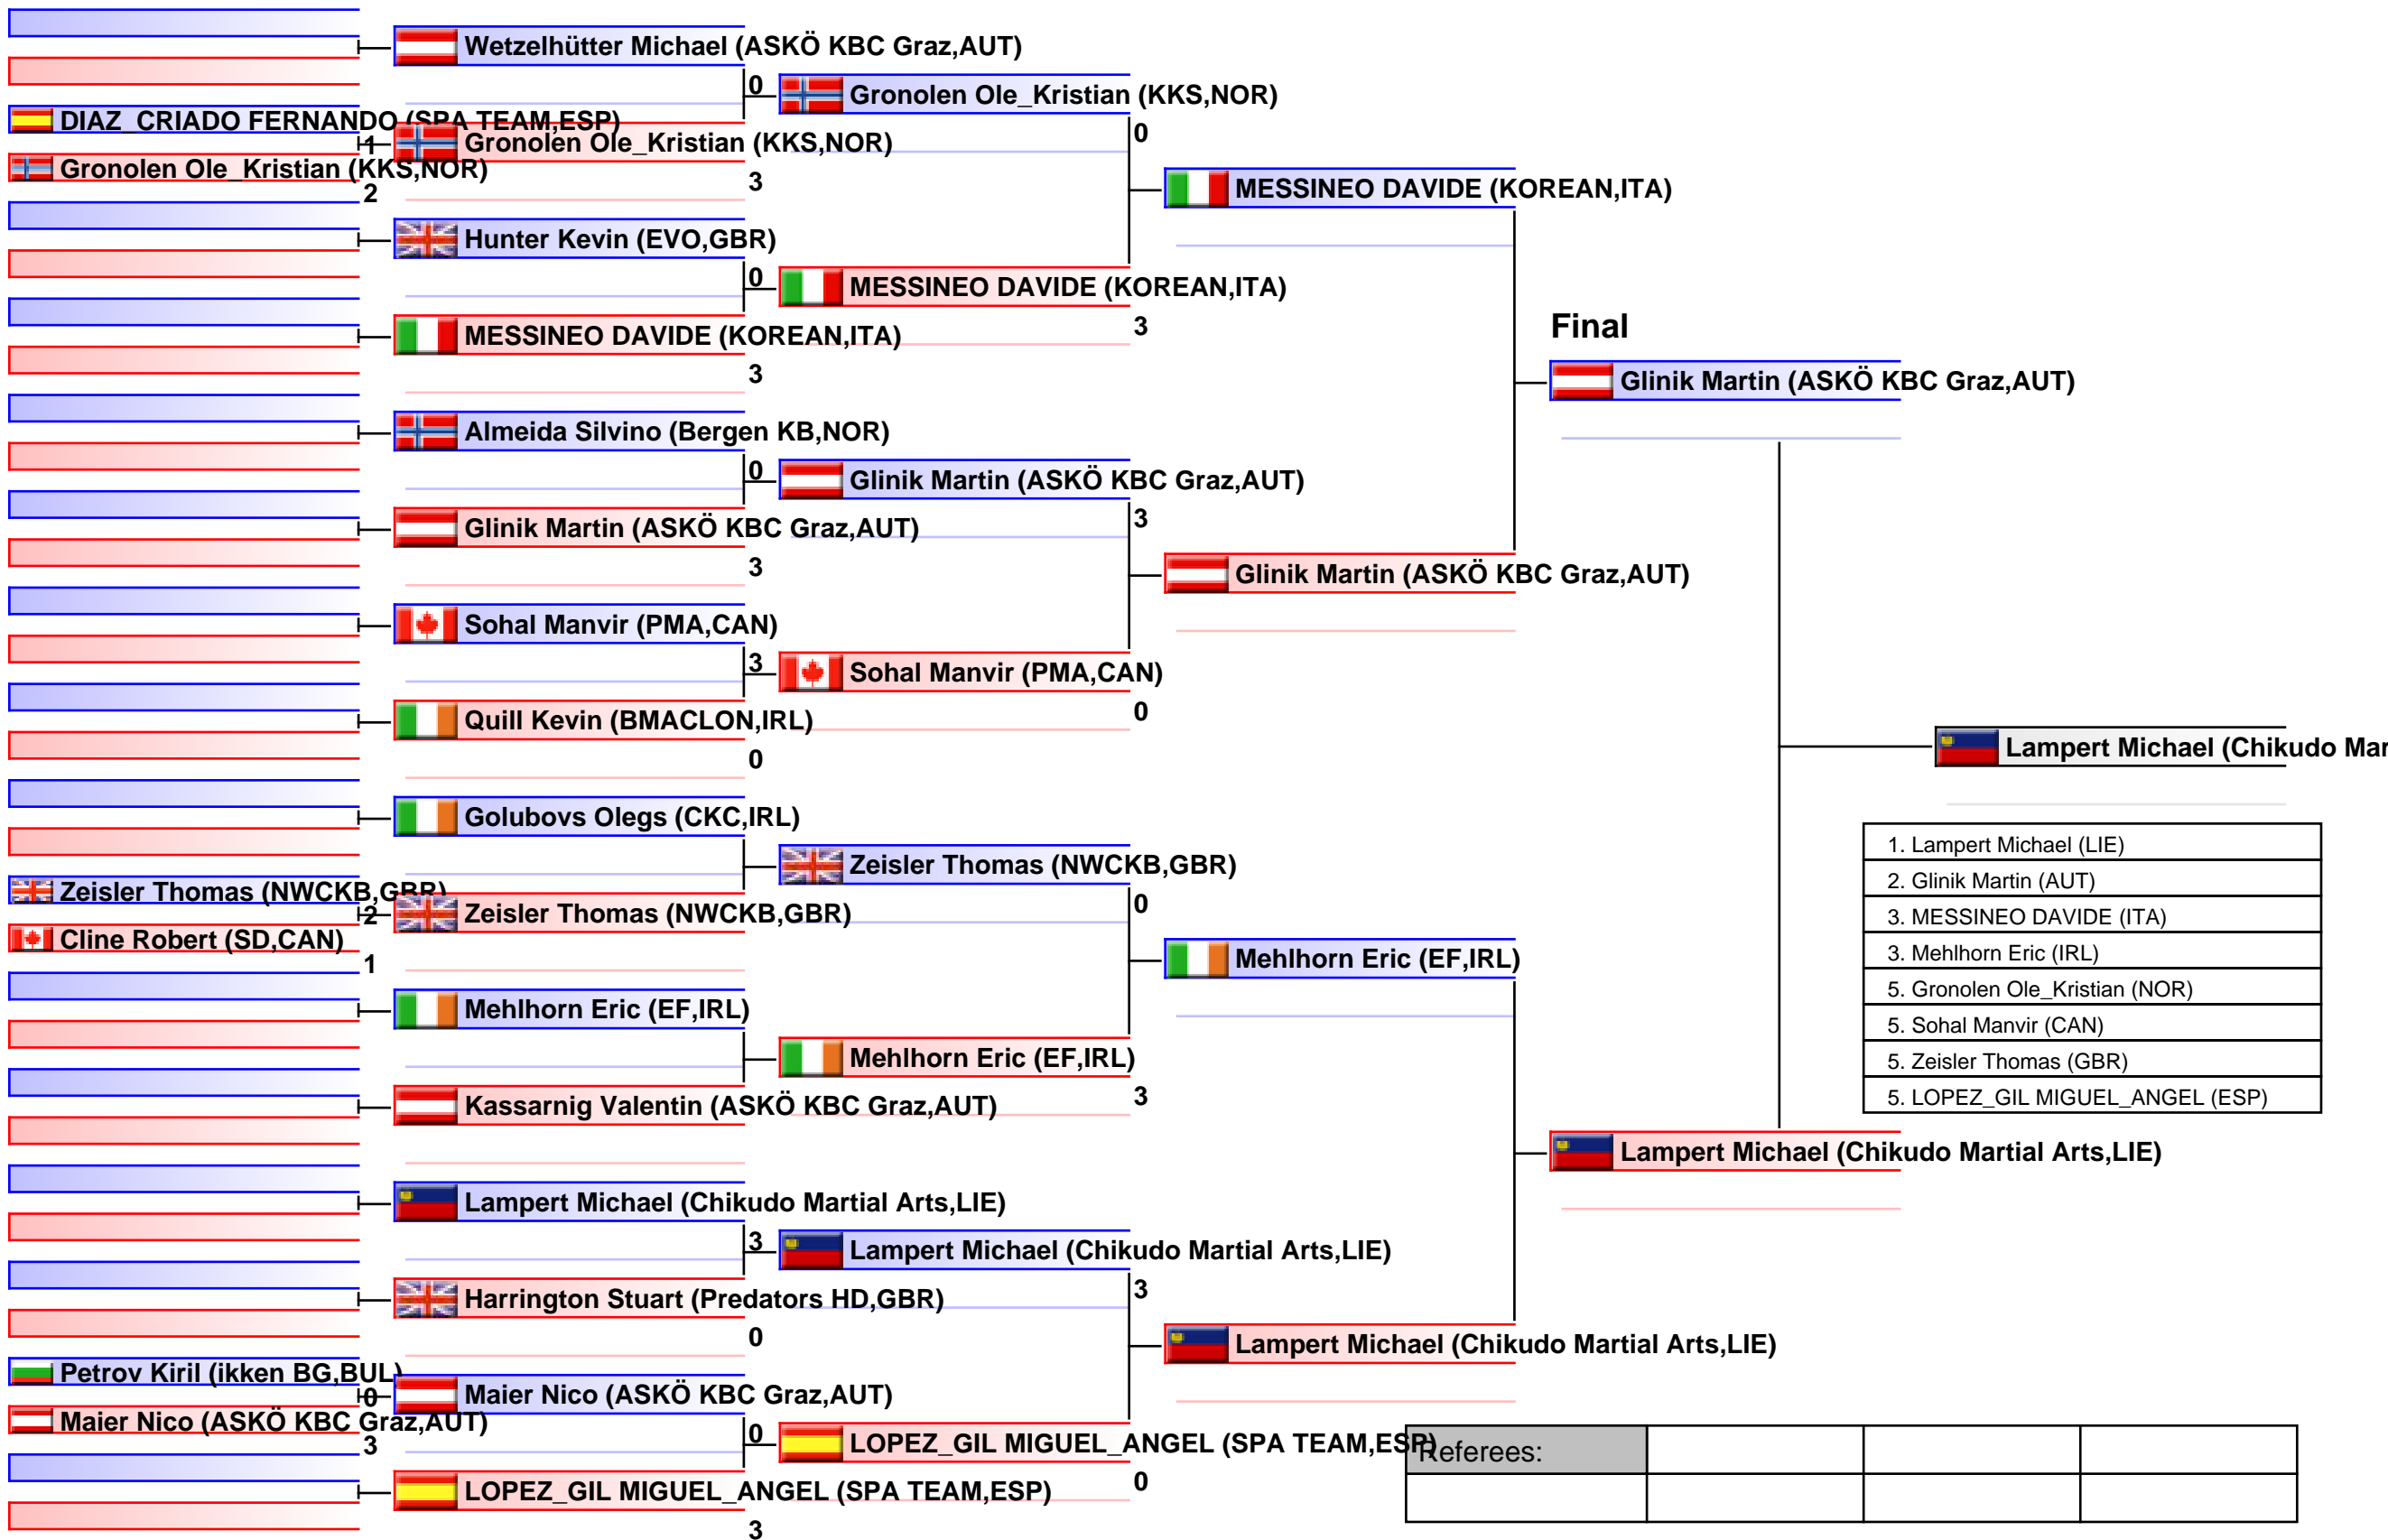 DIAZ_CRIADO FERNANDO (SPA TEAM,ESP)
1
Gronolen Ole_Kristian (KKS,NOR)
2
Zeisler Thomas (NWCKB,GBR)
2
Cline Robert (SD,CAN)
1
Petrov Kiril (ikken BG,BUL)
0
Maier Nico (ASKÖ KBC Graz,AUT)
3
Wetzelhütter Michael (ASKÖ KBC Graz,AUT)
0
Gronolen Ole_Kristian (KKS,NOR)
3
Hunter Kevin (EVO,GBR)
0
MESSINEO DAVIDE (KOREAN,ITA)
3
Almeida Silvino (Bergen KB,NOR)
0
Glinik Martin (ASKÖ KBC Graz,AUT)
3
Sohal Manvir (PMA,CAN)
3
Quill Kevin (BMACLON,IRL)
0
Golubovs Olegs (CKC,IRL)
Zeisler Thomas (NWCKB,GBR)
Mehlhorn Eric (EF,IRL)
Kassarnig Valentin (ASKÖ KBC Graz,AUT)
Lampert Michael (Chikudo Martial Arts,LIE)
3
Harrington Stuart (Predators HD,GBR)
0
Maier Nico (ASKÖ KBC Graz,AUT)
0
LOPEZ_GIL MIGUEL_ANGEL (SPA TEAM,ESP)
3
Gronolen Ole_Kristian (KKS,NOR)
0
MESSINEO DAVIDE (KOREAN,ITA)
3
Glinik Martin (ASKÖ KBC Graz,AUT)
3
Sohal Manvir (PMA,CAN)
0
Zeisler Thomas (NWCKB,GBR)
0
Mehlhorn Eric (EF,IRL)
3
Lampert Michael (Chikudo Martial Arts,LIE)
3
LOPEZ_GIL MIGUEL_ANGEL (SPA TEAM,ESP)
0
MESSINEO DAVIDE (KOREAN,ITA)
Glinik Martin (ASKÖ KBC Graz,AUT)
Mehlhorn Eric (EF,IRL)
Lampert Michael (Chikudo Martial Arts,LIE)
Final
Glinik Martin (ASKÖ KBC Graz,AUT)
Lampert Michael (Chikudo Martial Arts,LIE)
Lampert Michael (Chikudo Mar
1. Lampert Michael (LIE)
2. Glinik Martin (AUT)
3. MESSINEO DAVIDE (ITA)
3. Mehlhorn Eric (IRL)
5. Gronolen Ole_Kristian (NOR)
5. Sohal Manvir (CAN)
5. Zeisler Thomas (GBR)
5. LOPEZ_GIL MIGUEL_ANGEL (ESP)
Referees: